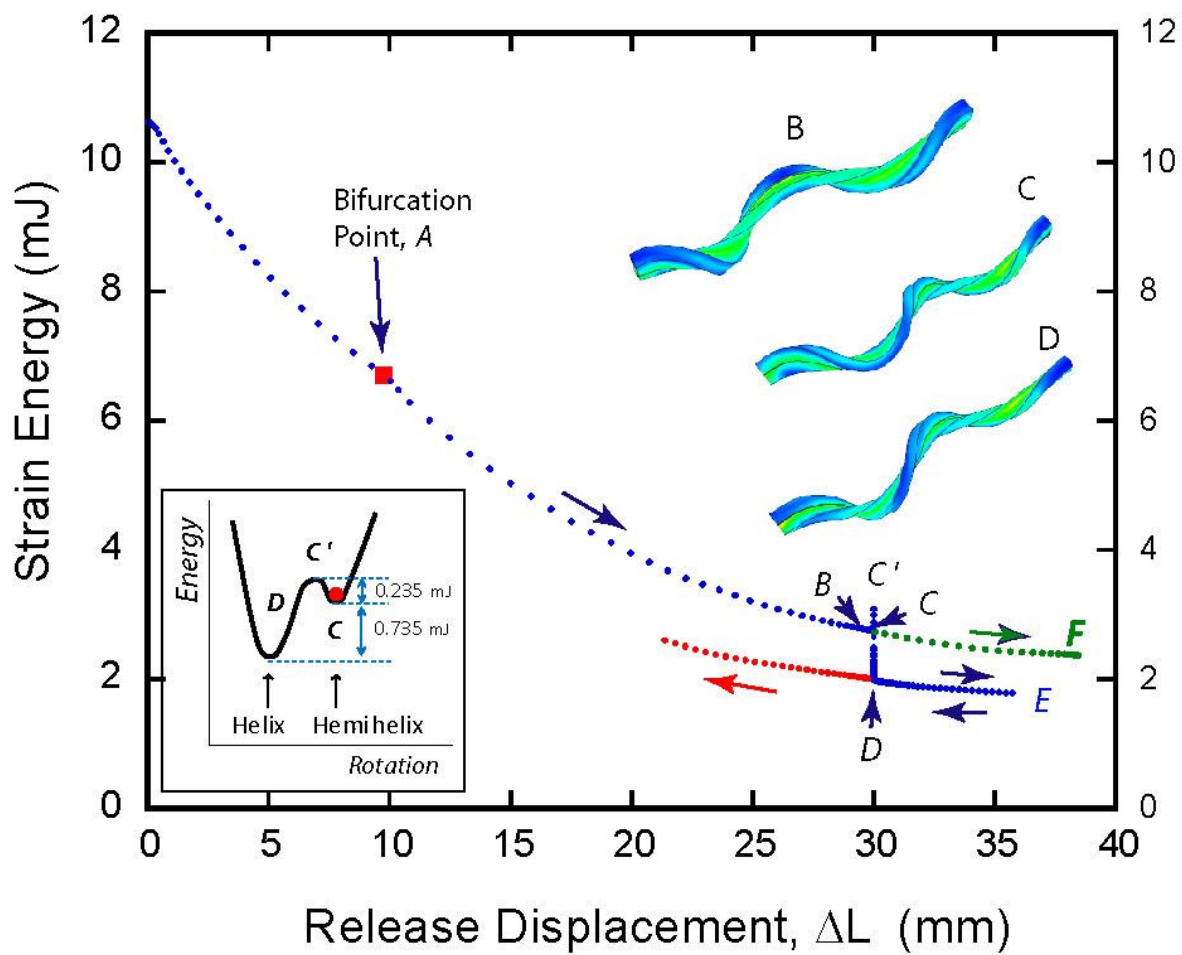 12
10
8
6
4
2
0
Strain Energy (mJ)
12
10
8
6
4
2
0
0
5
10
15
20
25
30
35
40
Release Displacement, ΔL (mm)
Bifurcation
Point, A
B
C
D
B
C'
C
F
E
D
Energy
C'
D
C
0.235 mJ
0.735 mJ
Helix
Hemihelix
Rotation